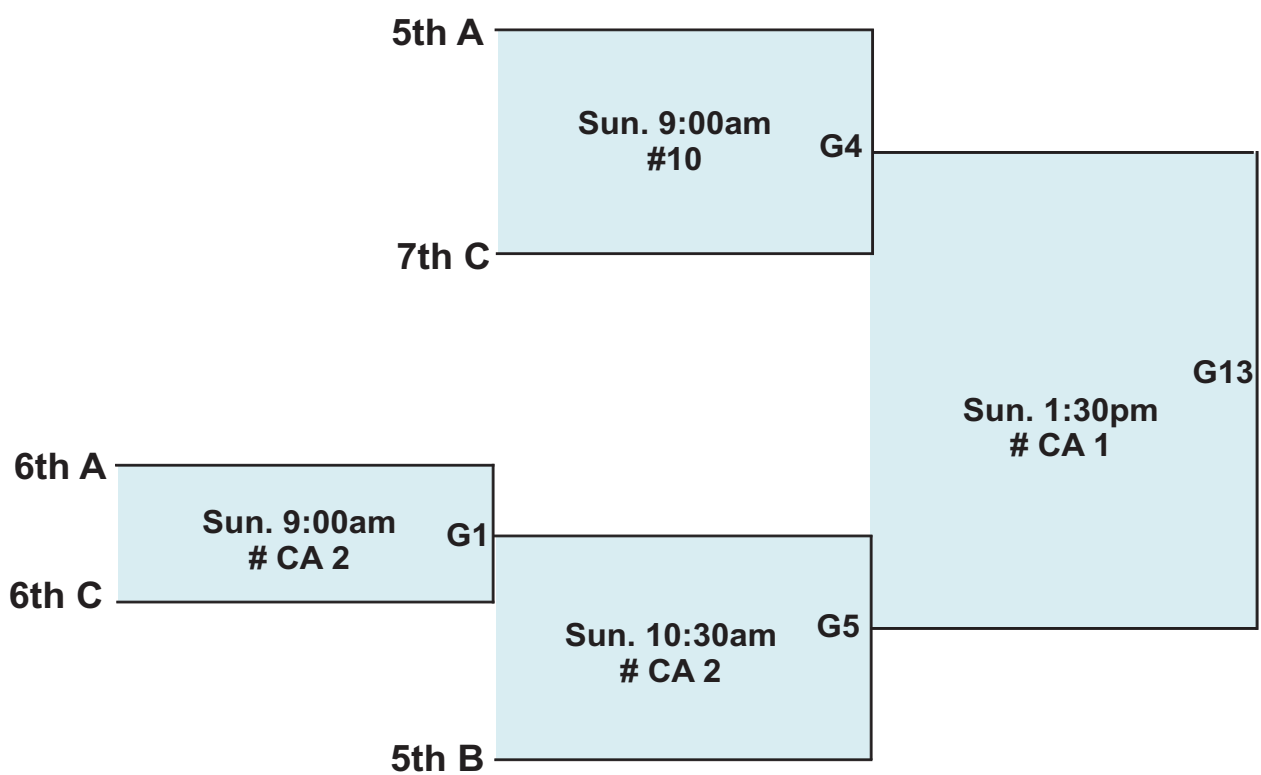 5th A
Sun. 9:00am
#10
G4
7th C
G13
Sun. 1:30pm
# CA 1
6th A
Sun. 9:00am
# CA 2
G1
6th C
Sun. 10:30am
# CA 2
G5
5th B